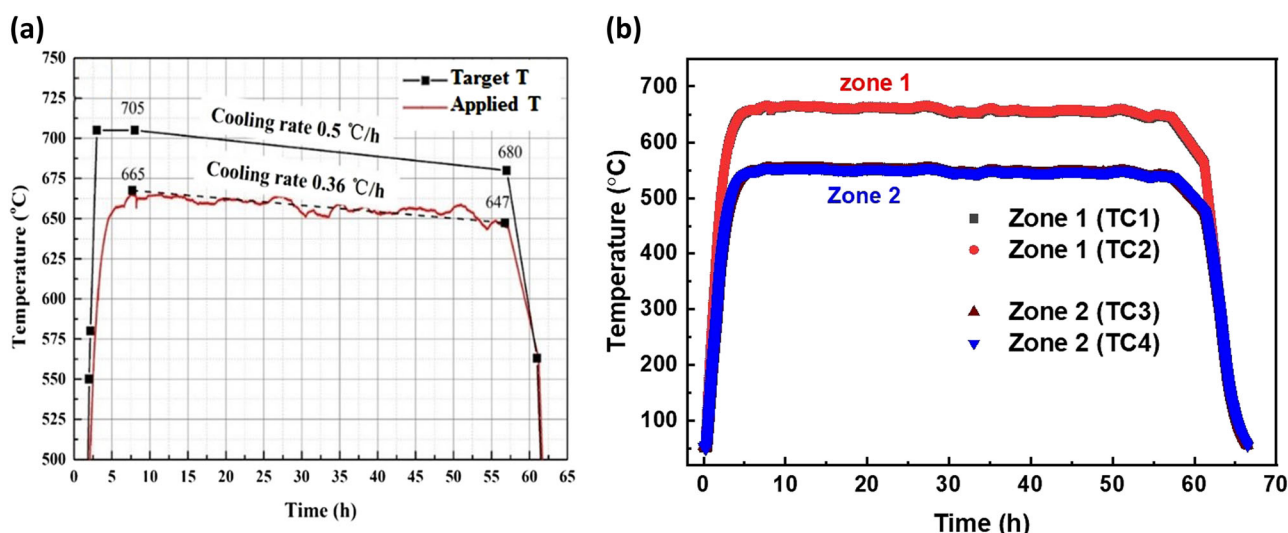 (a)
750
725
700
675
650
625
600
575
550
525
500
Temperature (°C)
0 5 10 15 20 25 30 35 40 45 50 55 60 65
Time (h)
Target T
Applied T
705
Cooling rate 0.5 ℃/h
680
665
Cooling rate 0.36 ℃/h
647
(b)
700
600
500
400
300
200
100
Temperature (°C)
0 10 20 30 40 50 60 70
Time (h)
zone 1
Zone 2
Zone 1 (TC1)
Zone 1 (TC2)
Zone 2 (TC3)
Zone 2 (TC4)